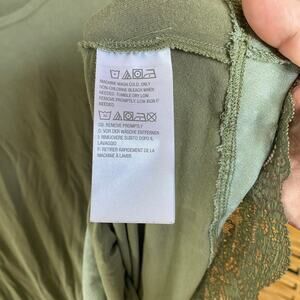 MACHINE WASH COLD, ONLY
NON-CHLORINE BLEACH WHEN
NEEDED, TUMBLE DRY LOW,
REMOVE PROMPTLY, LOW IRON IF
NEEDED.
GB: REMOVE PROMPTLY
D: VOR DER WÄSCHE ENTFERNEN
I: RIMUOVERE SUBITO DOPO IL
LAVAGGIO
F: RETIRER RAPIDEMENT DE LA
MACHINE À LAVER.